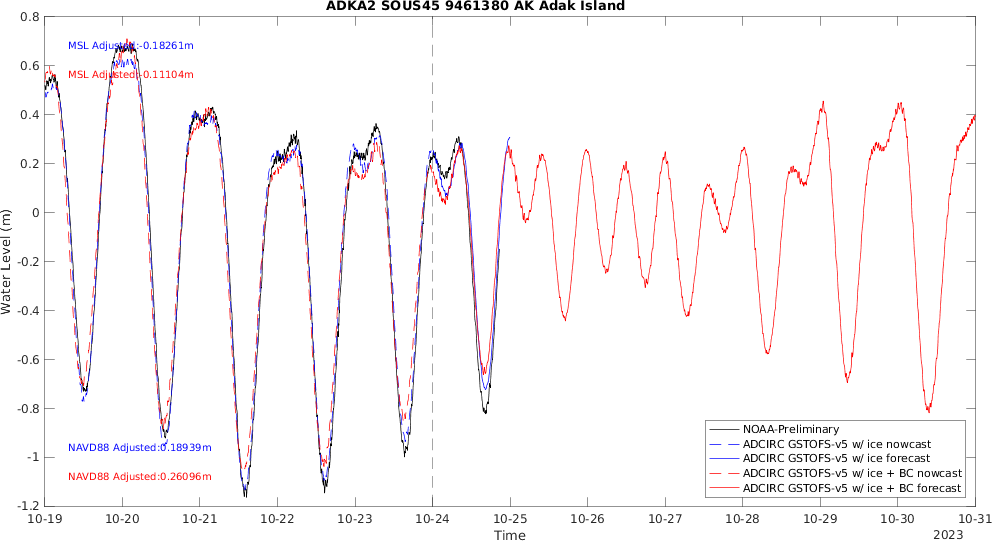 ADKA2 SOUS45 9461380 AK Adak Island
0.8
0.6
0.4
0.2
0
-0.2
-0.4
-0.6
-0.8
-1
-1.2
Water Level (m)
MSL Adjusted:-0.18261m
MSL Adjusted:-0.11104m
NAVD88 Adjusted:0.18939m
NAVD88 Adjusted:0.26096m
NOAA-Preliminary
ADCIRC GSTOFS-v5 w/ ice nowcast
ADCIRC GSTOFS-v5 w/ ice forecast
ADCIRC GSTOFS-v5 w/ ice + BC nowcast
ADCIRC GSTOFS-v5 w/ ice + BC forecast
10-19 10-20 10-21 10-22 10-23 10-24 10-25 10-26 10-27 10-28 10-29 10-30 10-31
Time
2023